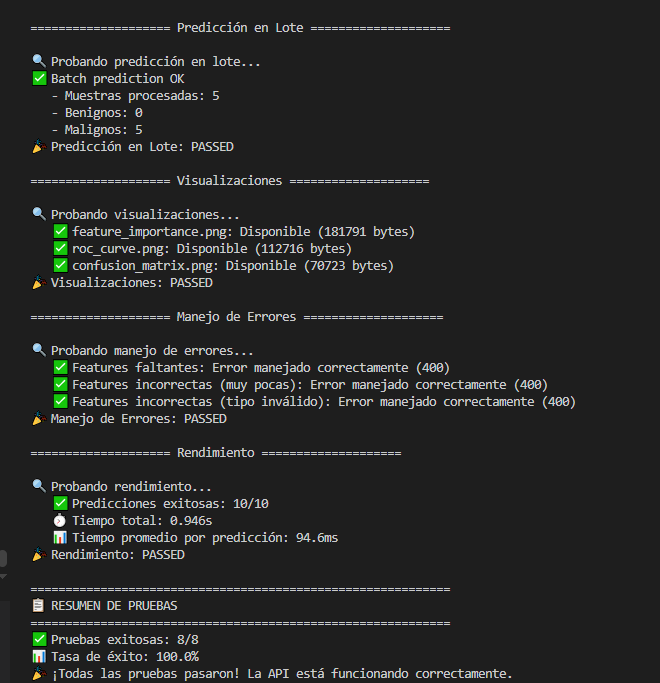 ==================== Predicción en Lote ====================
🔍 Probando predicción en lote...
✅ Batch prediction OK
- Muestras procesadas: 5
- Benignos: 0
- Malignos: 5
🎉 Predicción en Lote: PASSED
==================== Visualizaciones ====================
🔍 Probando visualizaciones...
✅ feature_importance.png: Disponible (181791 bytes)
✅ roc_curve.png: Disponible (112716 bytes)
✅ confusion_matrix.png: Disponible (70723 bytes)
🎉 Visualizaciones: PASSED
==================== Manejo de Errores ====================
🔍 Probando manejo de errores...
✅ Features faltantes: Error manejado correctamente (400)
✅ Features incorrectas (muy pocas): Error manejado correctamente (400)
✅ Features incorrectas (tipo inválido): Error manejado correctamente (400)
🎉 Manejo de Errores: PASSED
==================== Rendimiento ====================
🔍 Probando rendimiento...
✅ Predicciones exitosas: 10/10
⏱️ Tiempo total: 0.946s
📊 Tiempo promedio por predicción: 94.6ms
🎉 Rendimiento: PASSED
============================================================
📋 RESUMEN DE PRUEBAS
============================================================
✅ Pruebas exitosas: 8/8
📊 Tasa de éxito: 100.0%
🎉 ¡Todas las pruebas pasaron! La API está funcionando correctamente.